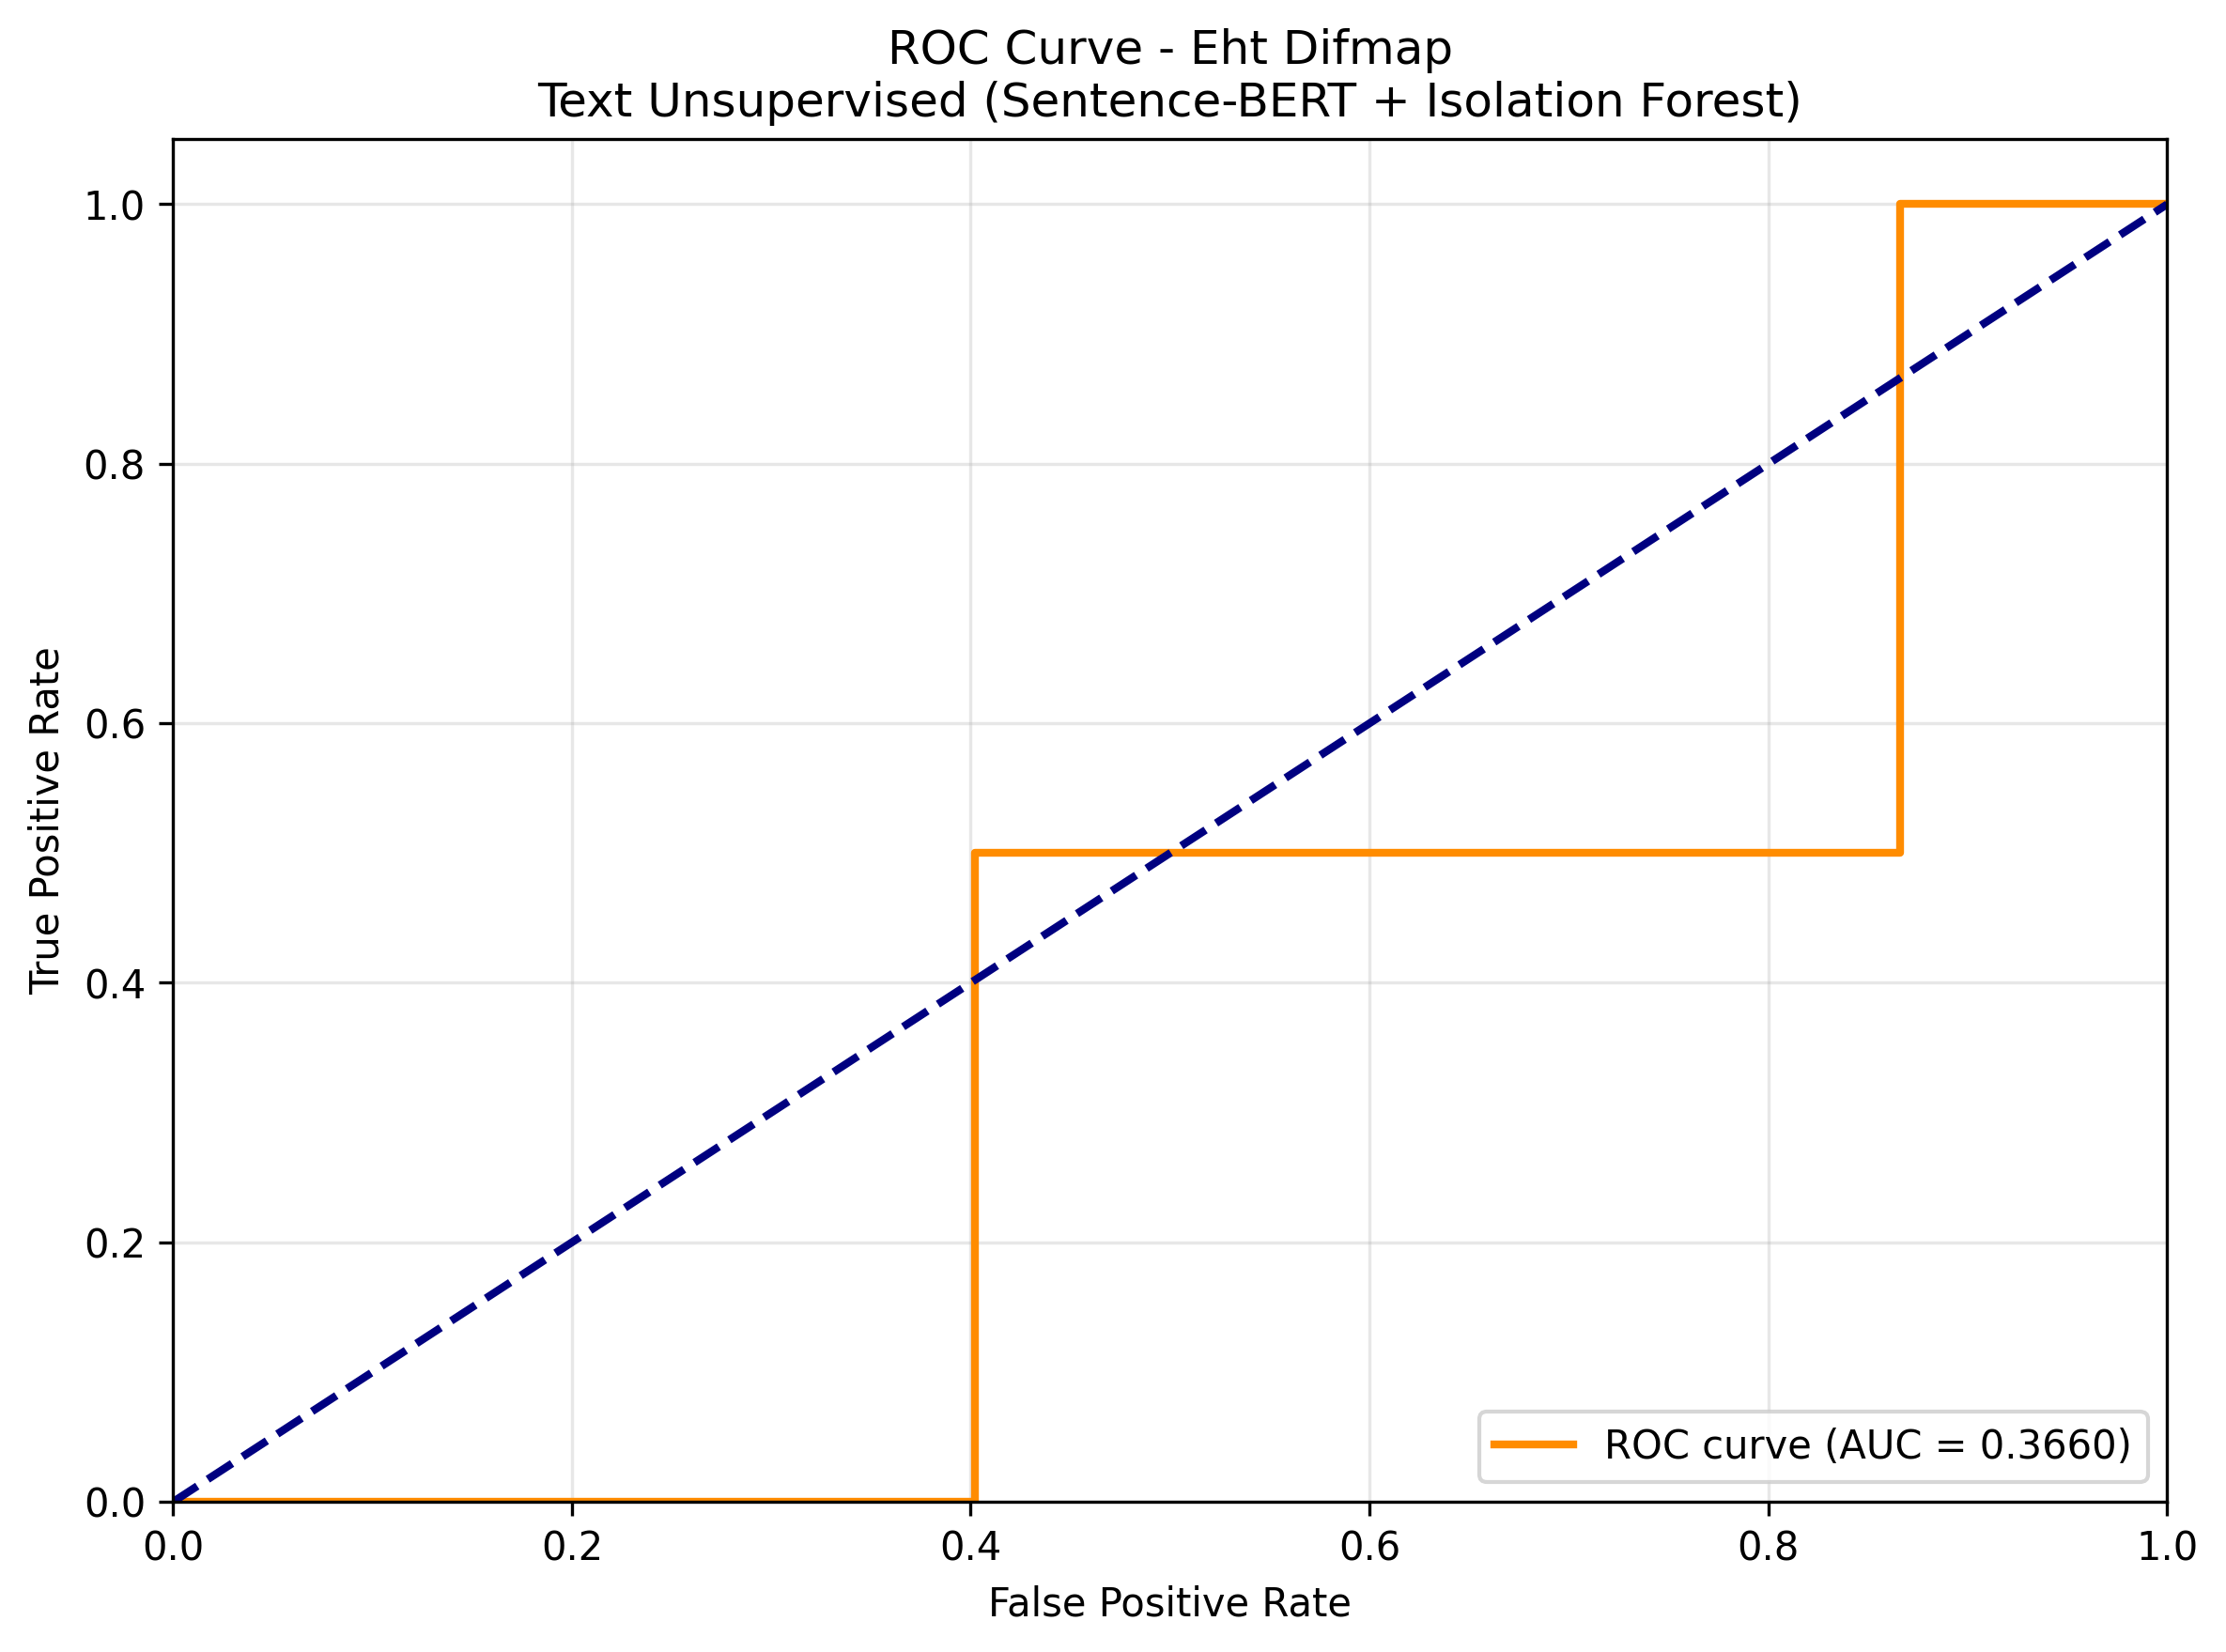 ROC Curve - Eht Difmap
Text Unsupervised (Sentence-BERT + Isolation Forest)
True Positive Rate
1.0
0.8
0.6
0.4
0.2
0.0
0.0 0.2 0.4 0.6 0.8 1.0
False Positive Rate
ROC curve (AUC = 0.3660)